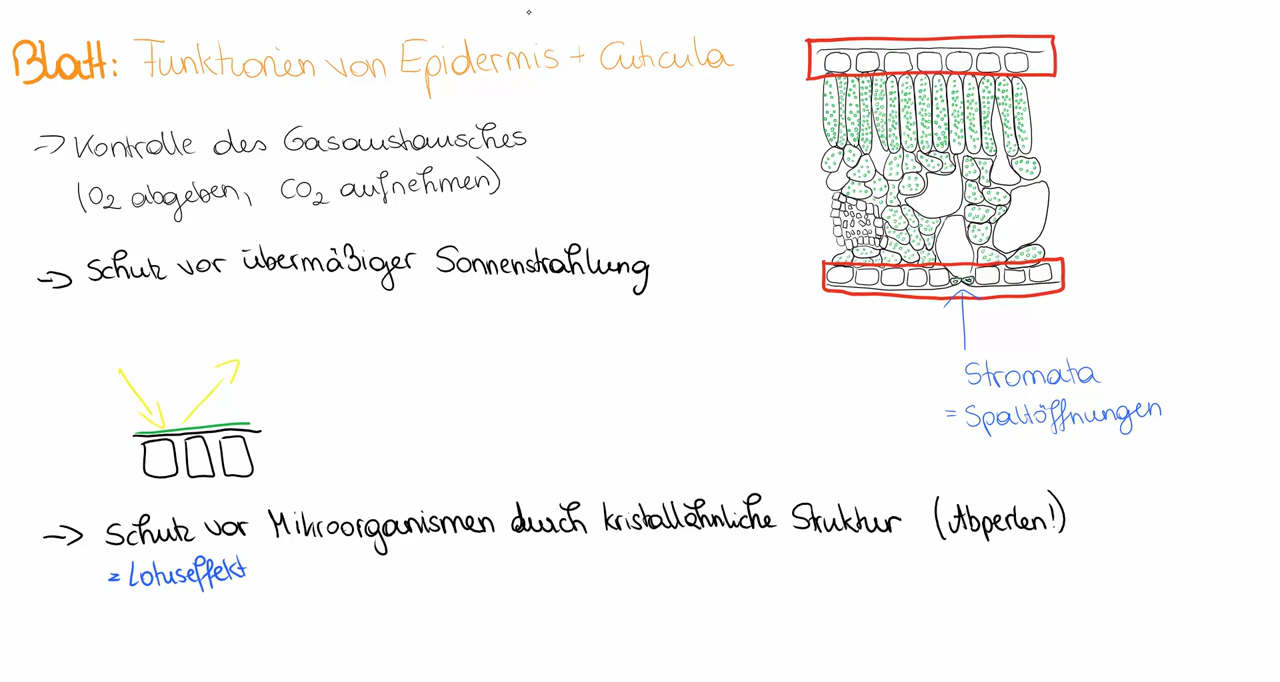 Blatt: Funktionen von Epidermis + Cuticula
→ Kontrolle des Gasaustausches
(O₂ abgeben, CO₂ aufnehmen)
→ Schutz vor übermäßiger Sonnenstrahlung
Stromata
= Spaltöffnungen
→ Schutz vor Mikroorganismen durch kristallähnliche Struktur (Abperlen!)
= Lotuseffekt